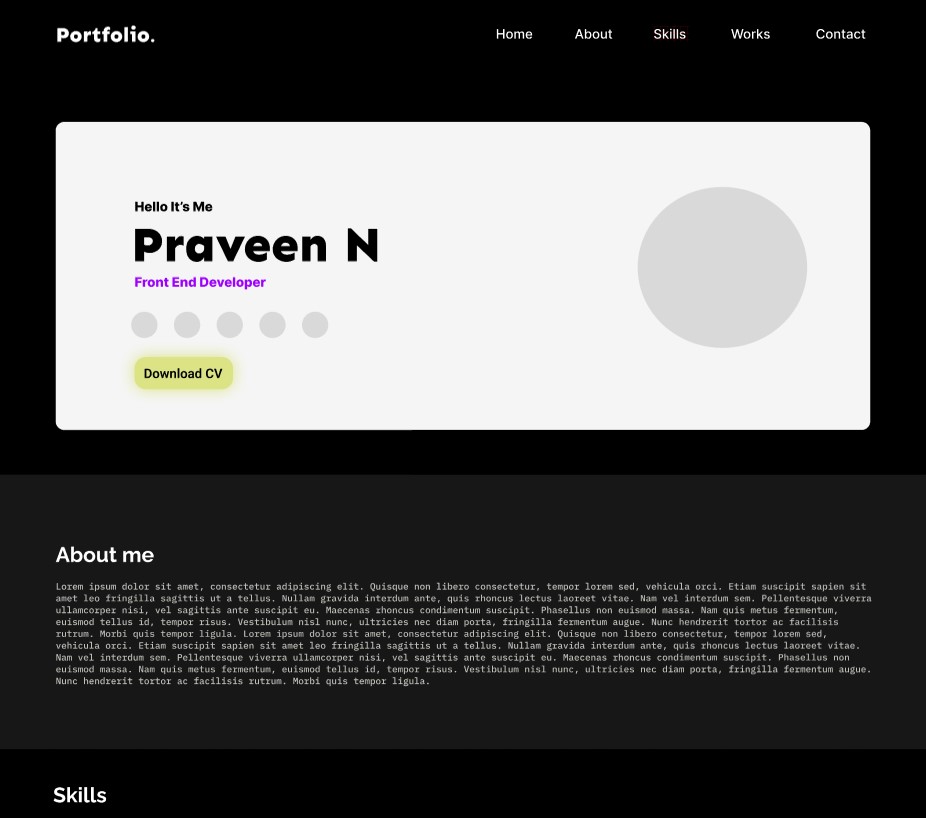 Portfolio.
Home About Skills Works Contact
Hello It's Me
Praveen N
Front End Developer
Download CV
About me
Lorem ipsum dolor sit amet, consectetur adipiscing elit. Quisque non libero consectetur, tempor lorem sed, vehicula orci. Etiam suscipit sapien sit
amet leo fringilla sagittis ut a tellus. Nullam gravida interdum ante, quis rhoncus lectus laoreet vitae. Nam vel interdum sem. Pellentesque viverra
ullamcorper nisi, vel sagittis ante suscipit eu. Maecenas rhoncus condimentum suscipit. Phasellus non euismod massa. Nam quis metus fermentum,
euismod tellus id, tempor risus. Vestibulum nisl nunc, ultricies nec diam porta, fringilla fermentum augue. Nunc hendrerit tortor ac facilisis
rutrum. Morbi quis tempor ligula. Lorem ipsum dolor sit amet, consectetur adipiscing elit. Quisque non libero consectetur, tempor lorem sed,
vehicula orci. Etiam suscipit sapien sit amet leo fringilla sagittis ut a tellus. Nullam gravida interdum ante, quis rhoncus lectus laoreet vitae.
Nam vel interdum sem. Pellentesque viverra ullamcorper nisi, vel sagittis ante suscipit eu. Maecenas rhoncus condimentum suscipit. Phasellus non
euismod massa. Nam quis metus fermentum, euismod tellus id, tempor risus. Vestibulum nisl nunc, ultricies nec diam porta, fringilla fermentum augue.
Nunc hendrerit tortor ac facilisis rutrum. Morbi quis tempor ligula.
Skills